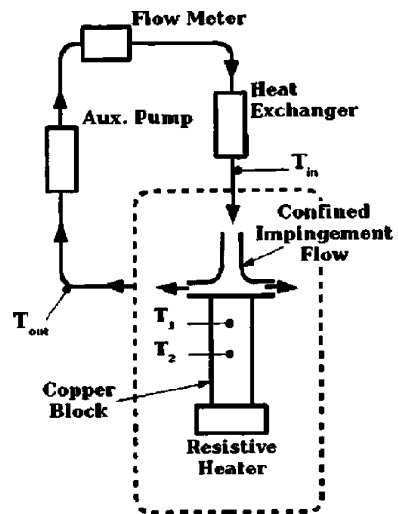 Flow Meter
Heat
Exchanger
Aux. Pump
T_in
Confined
Impingement
Flow
T_out
T_1
T_2
Copper
Block
Resistive
Heater